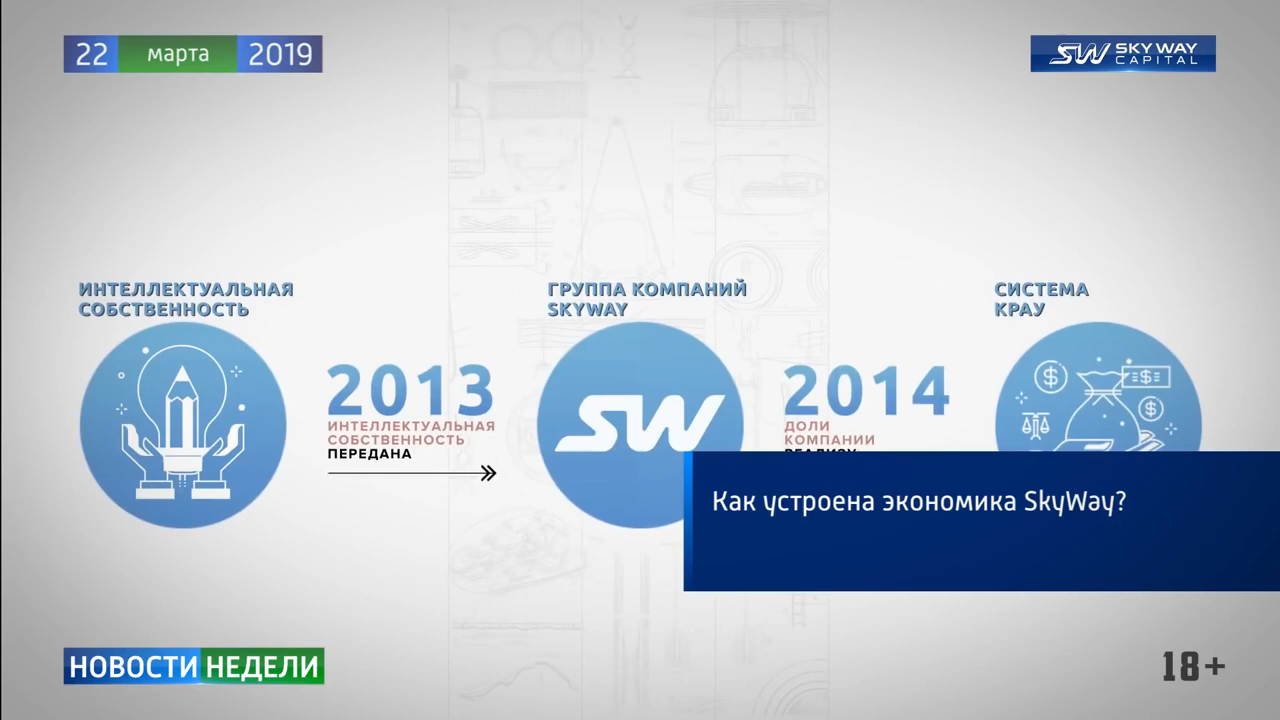 22 марта 2019
SW SKY WAY
CAPITAL
ИНТЕЛЛЕКТУАЛЬНАЯ
СОБСТВЕННОСТЬ
ГРУППА КОМПАНИЙ
SKYWAY
СИСТЕМА
КРАУ
2013
ИНТЕЛЛЕКТУАЛЬНАЯ
СОБСТВЕННОСТЬ
ПЕРЕДАНА
SW
2014
ДОЛИ
КОМПАНИИ
Как устроена экономика SkyWay?
НОВОСТИ НЕДЕЛИ
18+